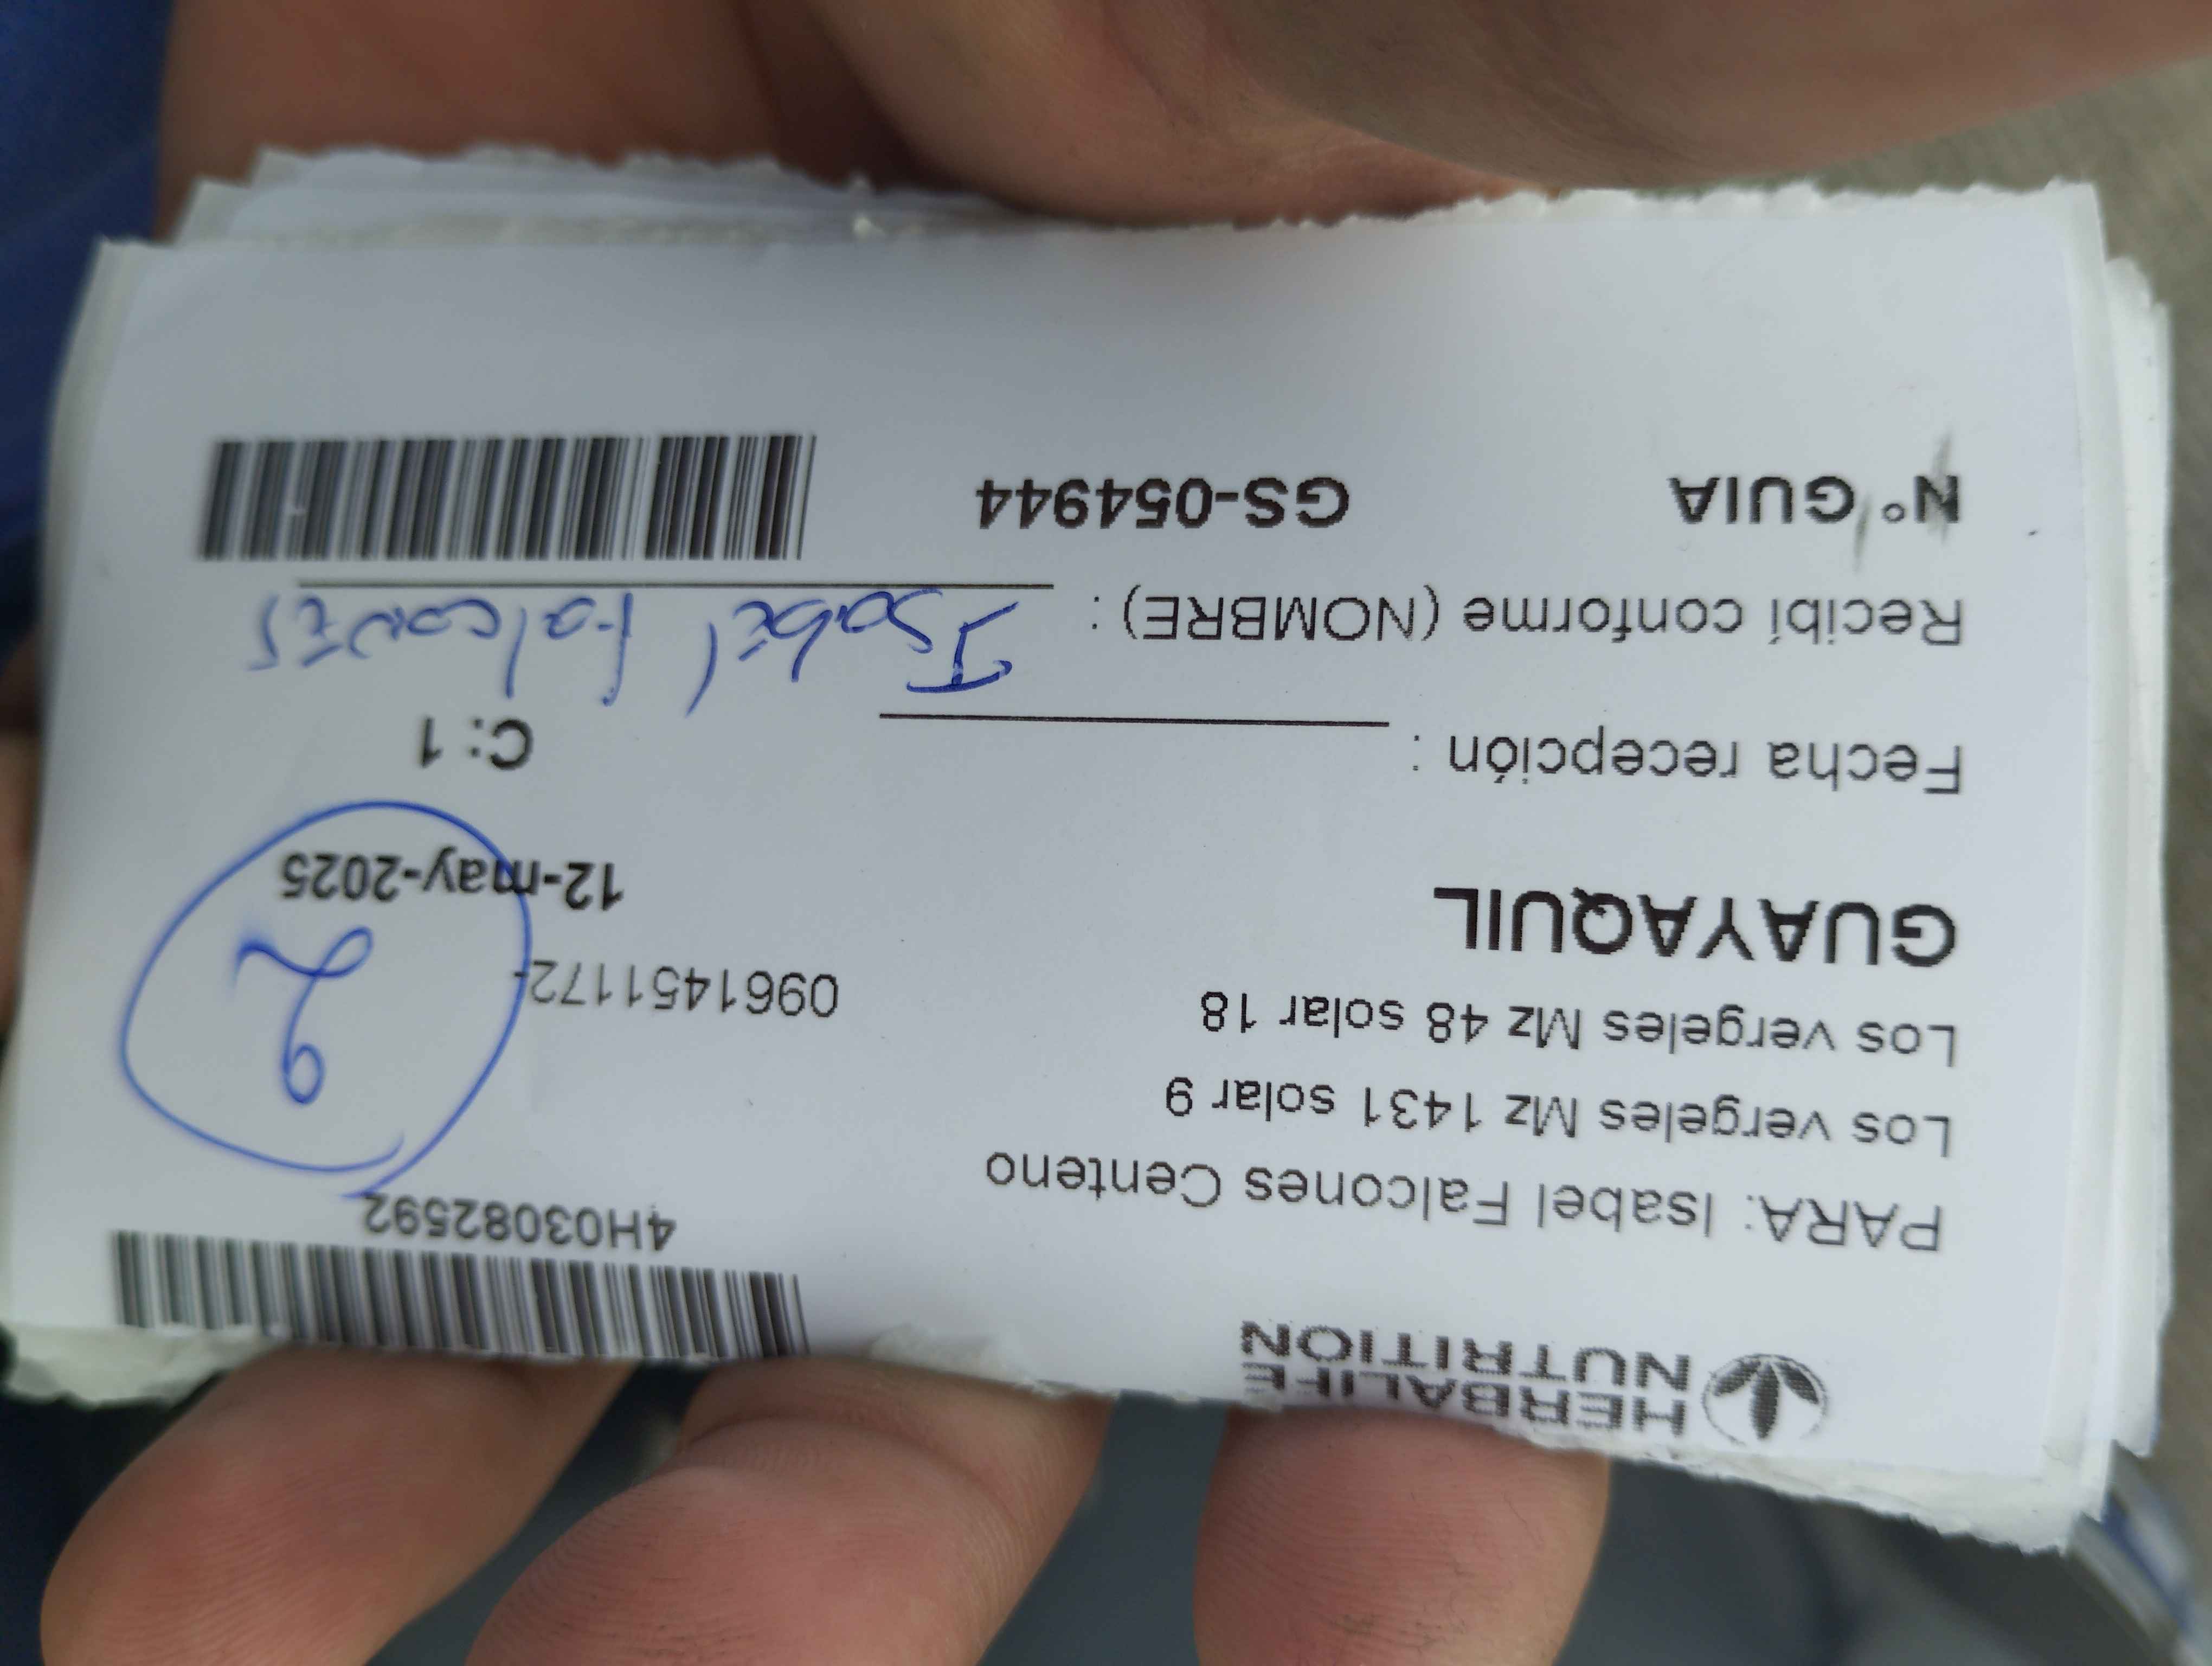 HERBALIFE
NUTRITION
4H03082592
PARA: Isabel Falcones Centeno
Los vergeles Mz 1431 solar 9
Los vergeles Mz 48 solar 18
0961451172-
2
GUAYAQUIL
12-may-2025
Fecha recepción :
C: 1
Recibí conforme (NOMBRE) : Isabel Falcones
N° GUIA GS-054944